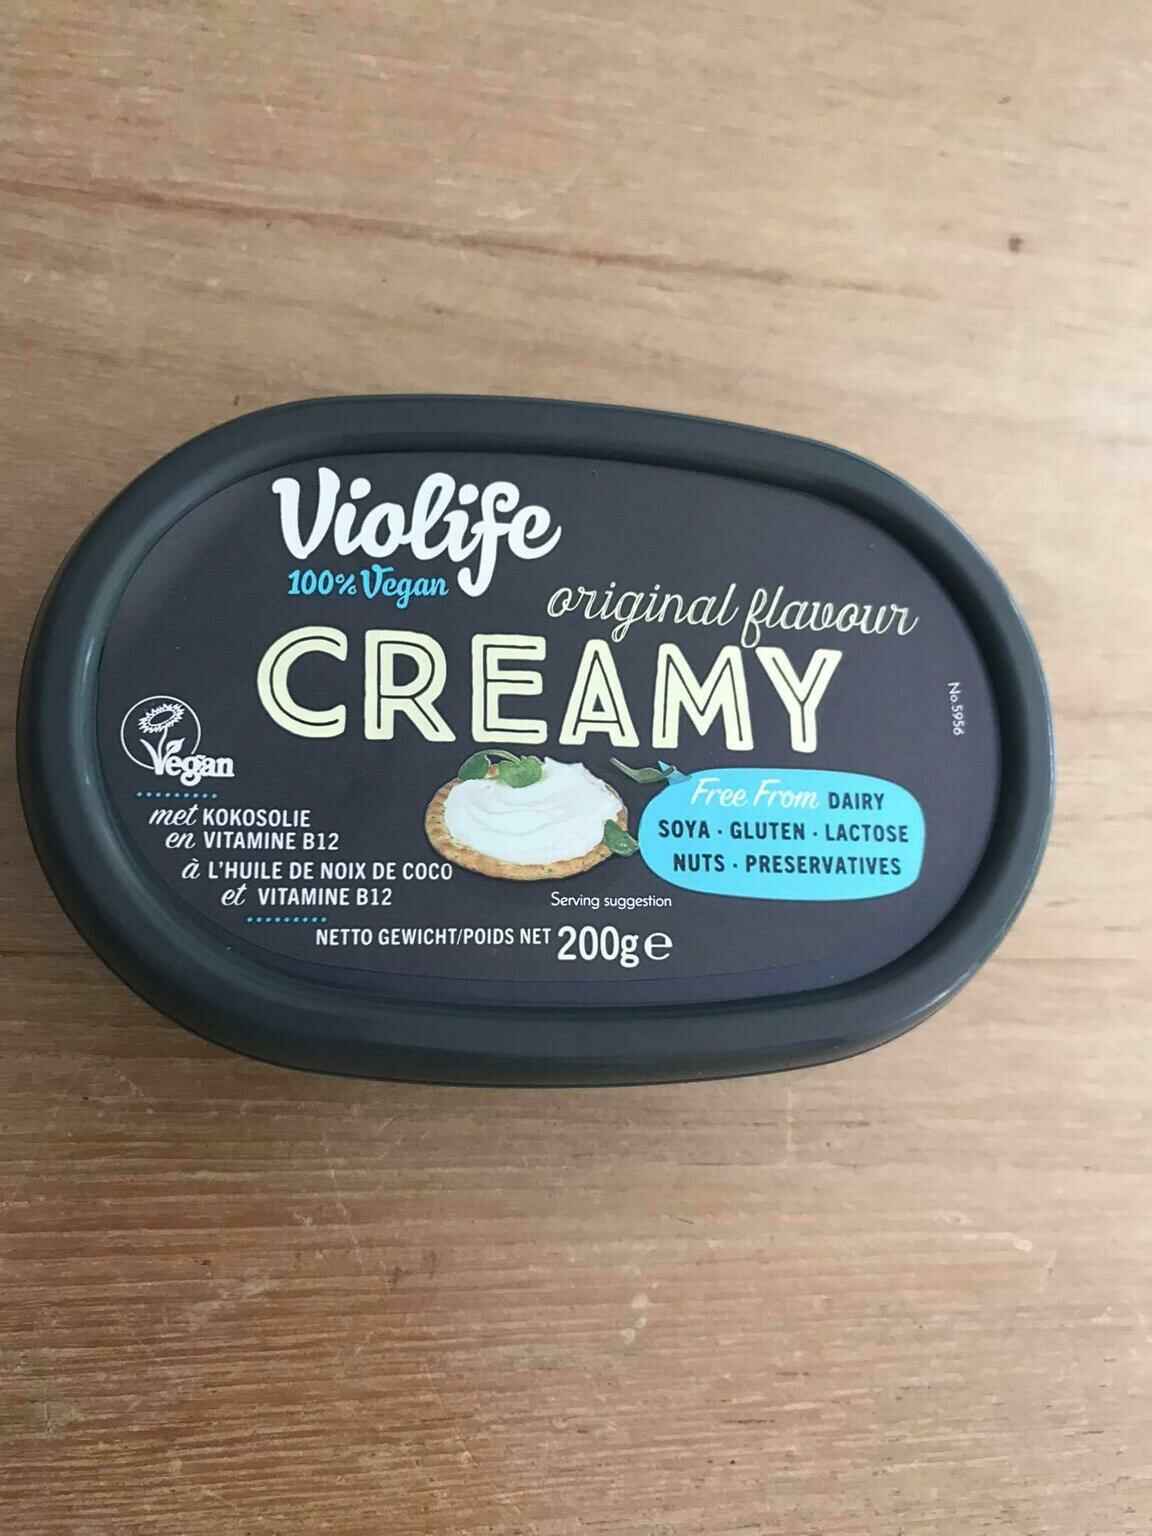 Violife
100% Vegan
original flavour
CREAMY
No.5956
Vegan
met KOKOSOLIE
en VITAMINE B12
à L'HUILE DE NOIX DE COCO
et VITAMINE B12
Free From DAIRY
SOYA · GLUTEN · LACTOSE
NUTS · PRESERVATIVES
Serving suggestion
NETTO GEWICHT/POIDS NET 200g e